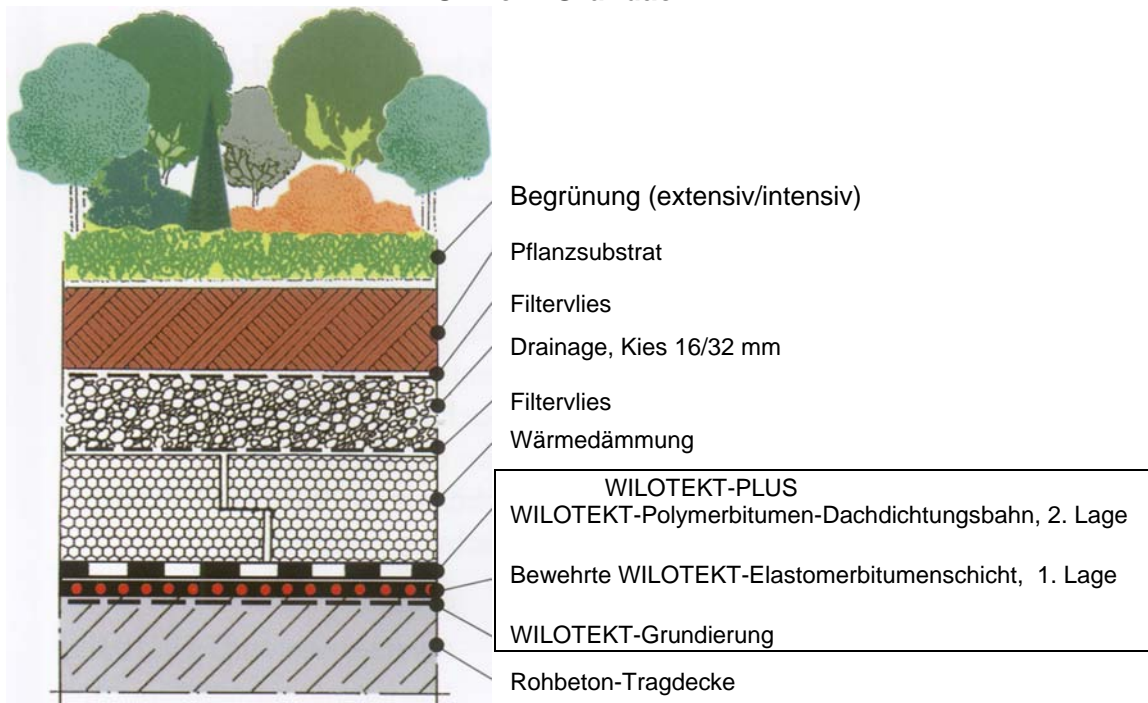 Begrünung (extensiv/intensiv)
Pflanzsubstrat
Filtervlies
Drainage, Kies 16/32 mm
Filtervlies
Wärmedämmung
WILOTEKT-PLUS
WILOTEKT-Polymerbitumen-Dachdichtungsbahn, 2. Lage
Bewehrte WILOTEKT-Elastomerbitumenschicht, 1. Lage
WILOTEKT-Grundierung
Rohbeton-Tragdecke